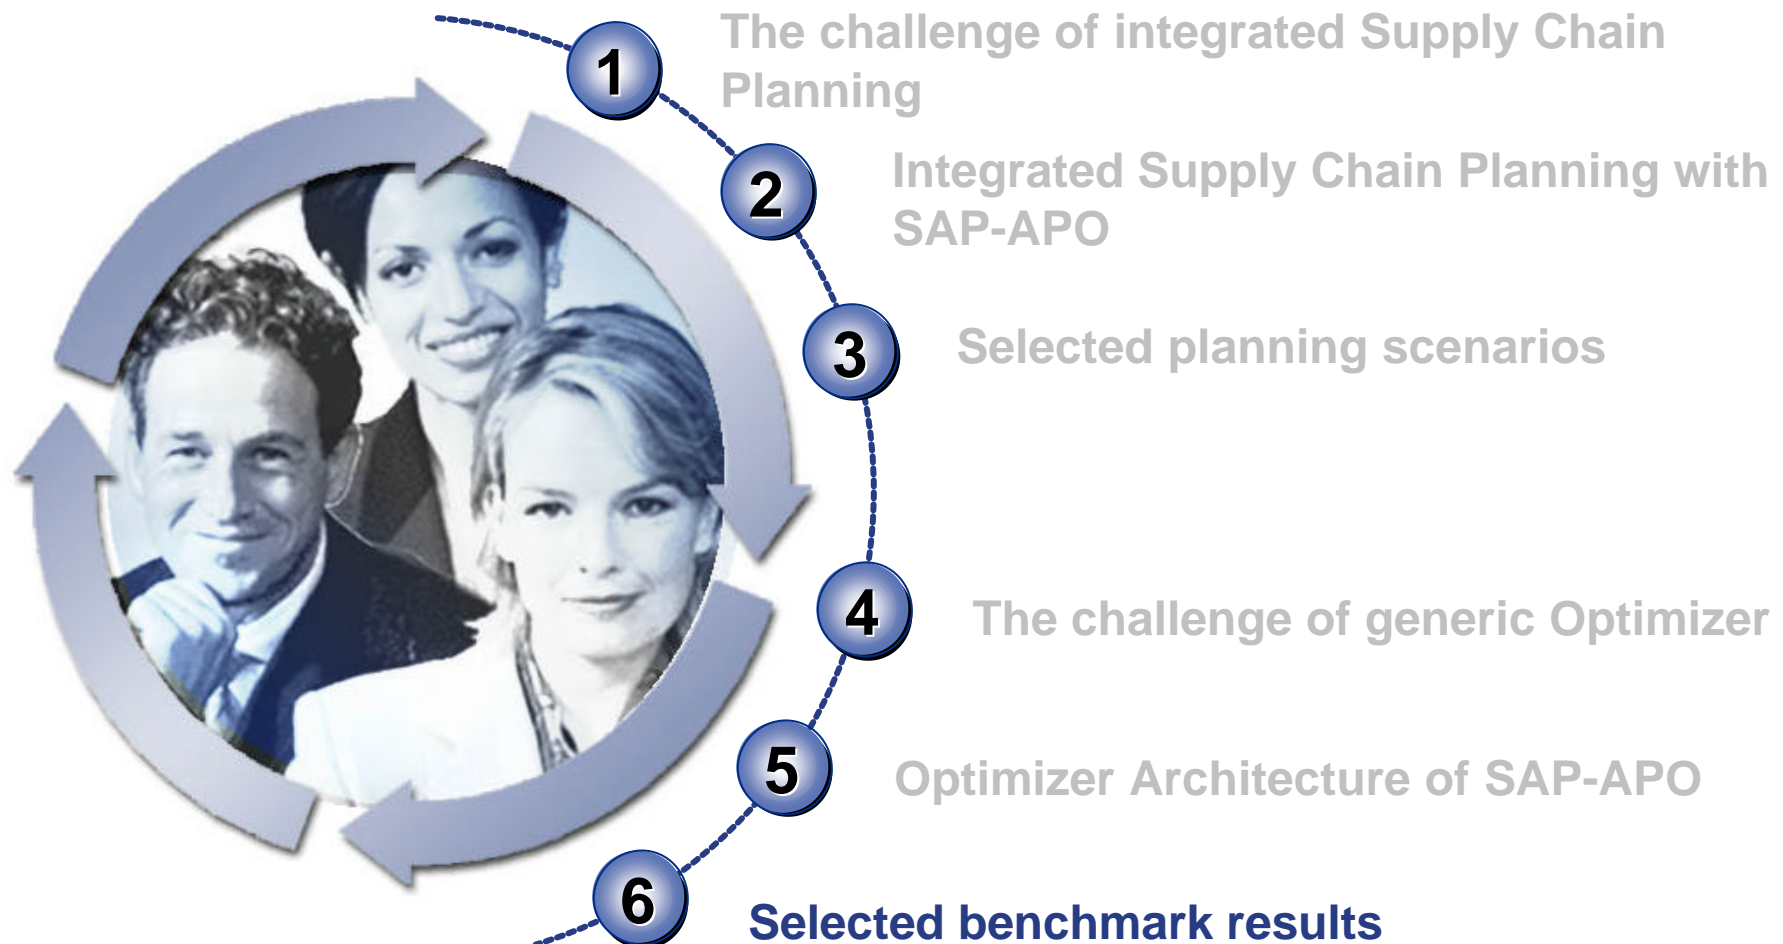 1
The challenge of integrated Supply Chain
Planning
2
Integrated Supply Chain Planning with
SAP-APO
3
Selected planning scenarios
4
The challenge of generic Optimizer
5
Optimizer Architecture of SAP-APO
6
Selected benchmark results